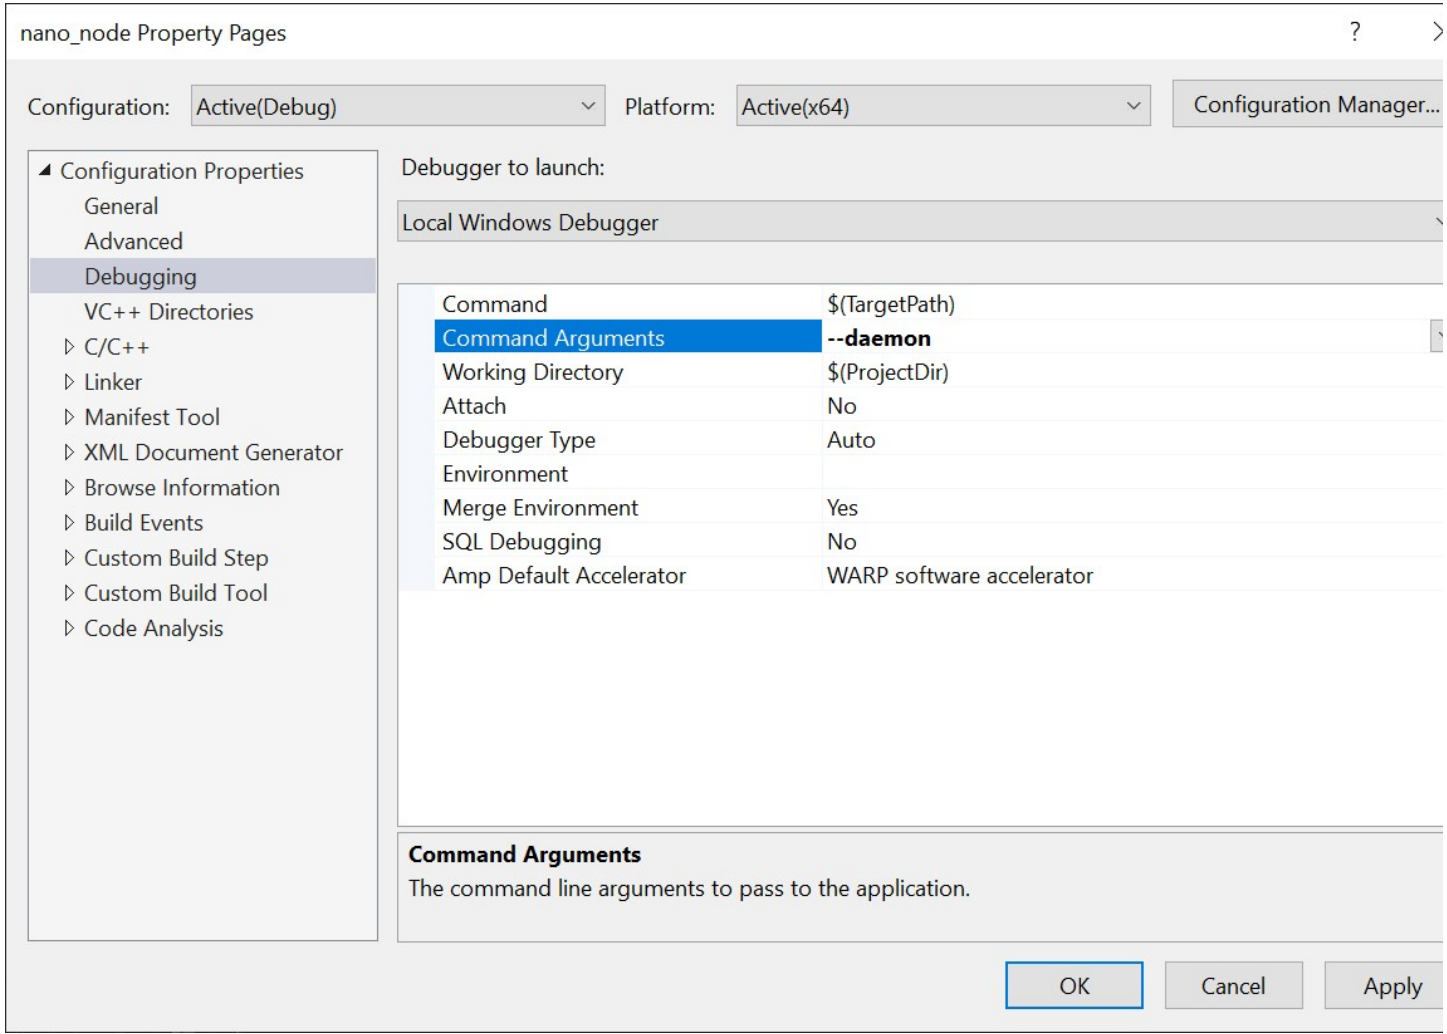 nano_node Property Pages ?
Configuration: Active(Debug) Platform: Active(x64) Configuration Manager...
Configuration Properties
General
Advanced
Debugging
VC++ Directories
C/C++
Linker
Manifest Tool
XML Document Generator
Browse Information
Build Events
Custom Build Step
Custom Build Tool
Code Analysis
Debugger to launch:
Local Windows Debugger
Command $(TargetPath)
Command Arguments --daemon
Working Directory $(ProjectDir)
Attach No
Debugger Type Auto
Environment
Merge Environment Yes
SQL Debugging No
Amp Default Accelerator WARP software accelerator
Command Arguments
The command line arguments to pass to the application.
OK Cancel Apply